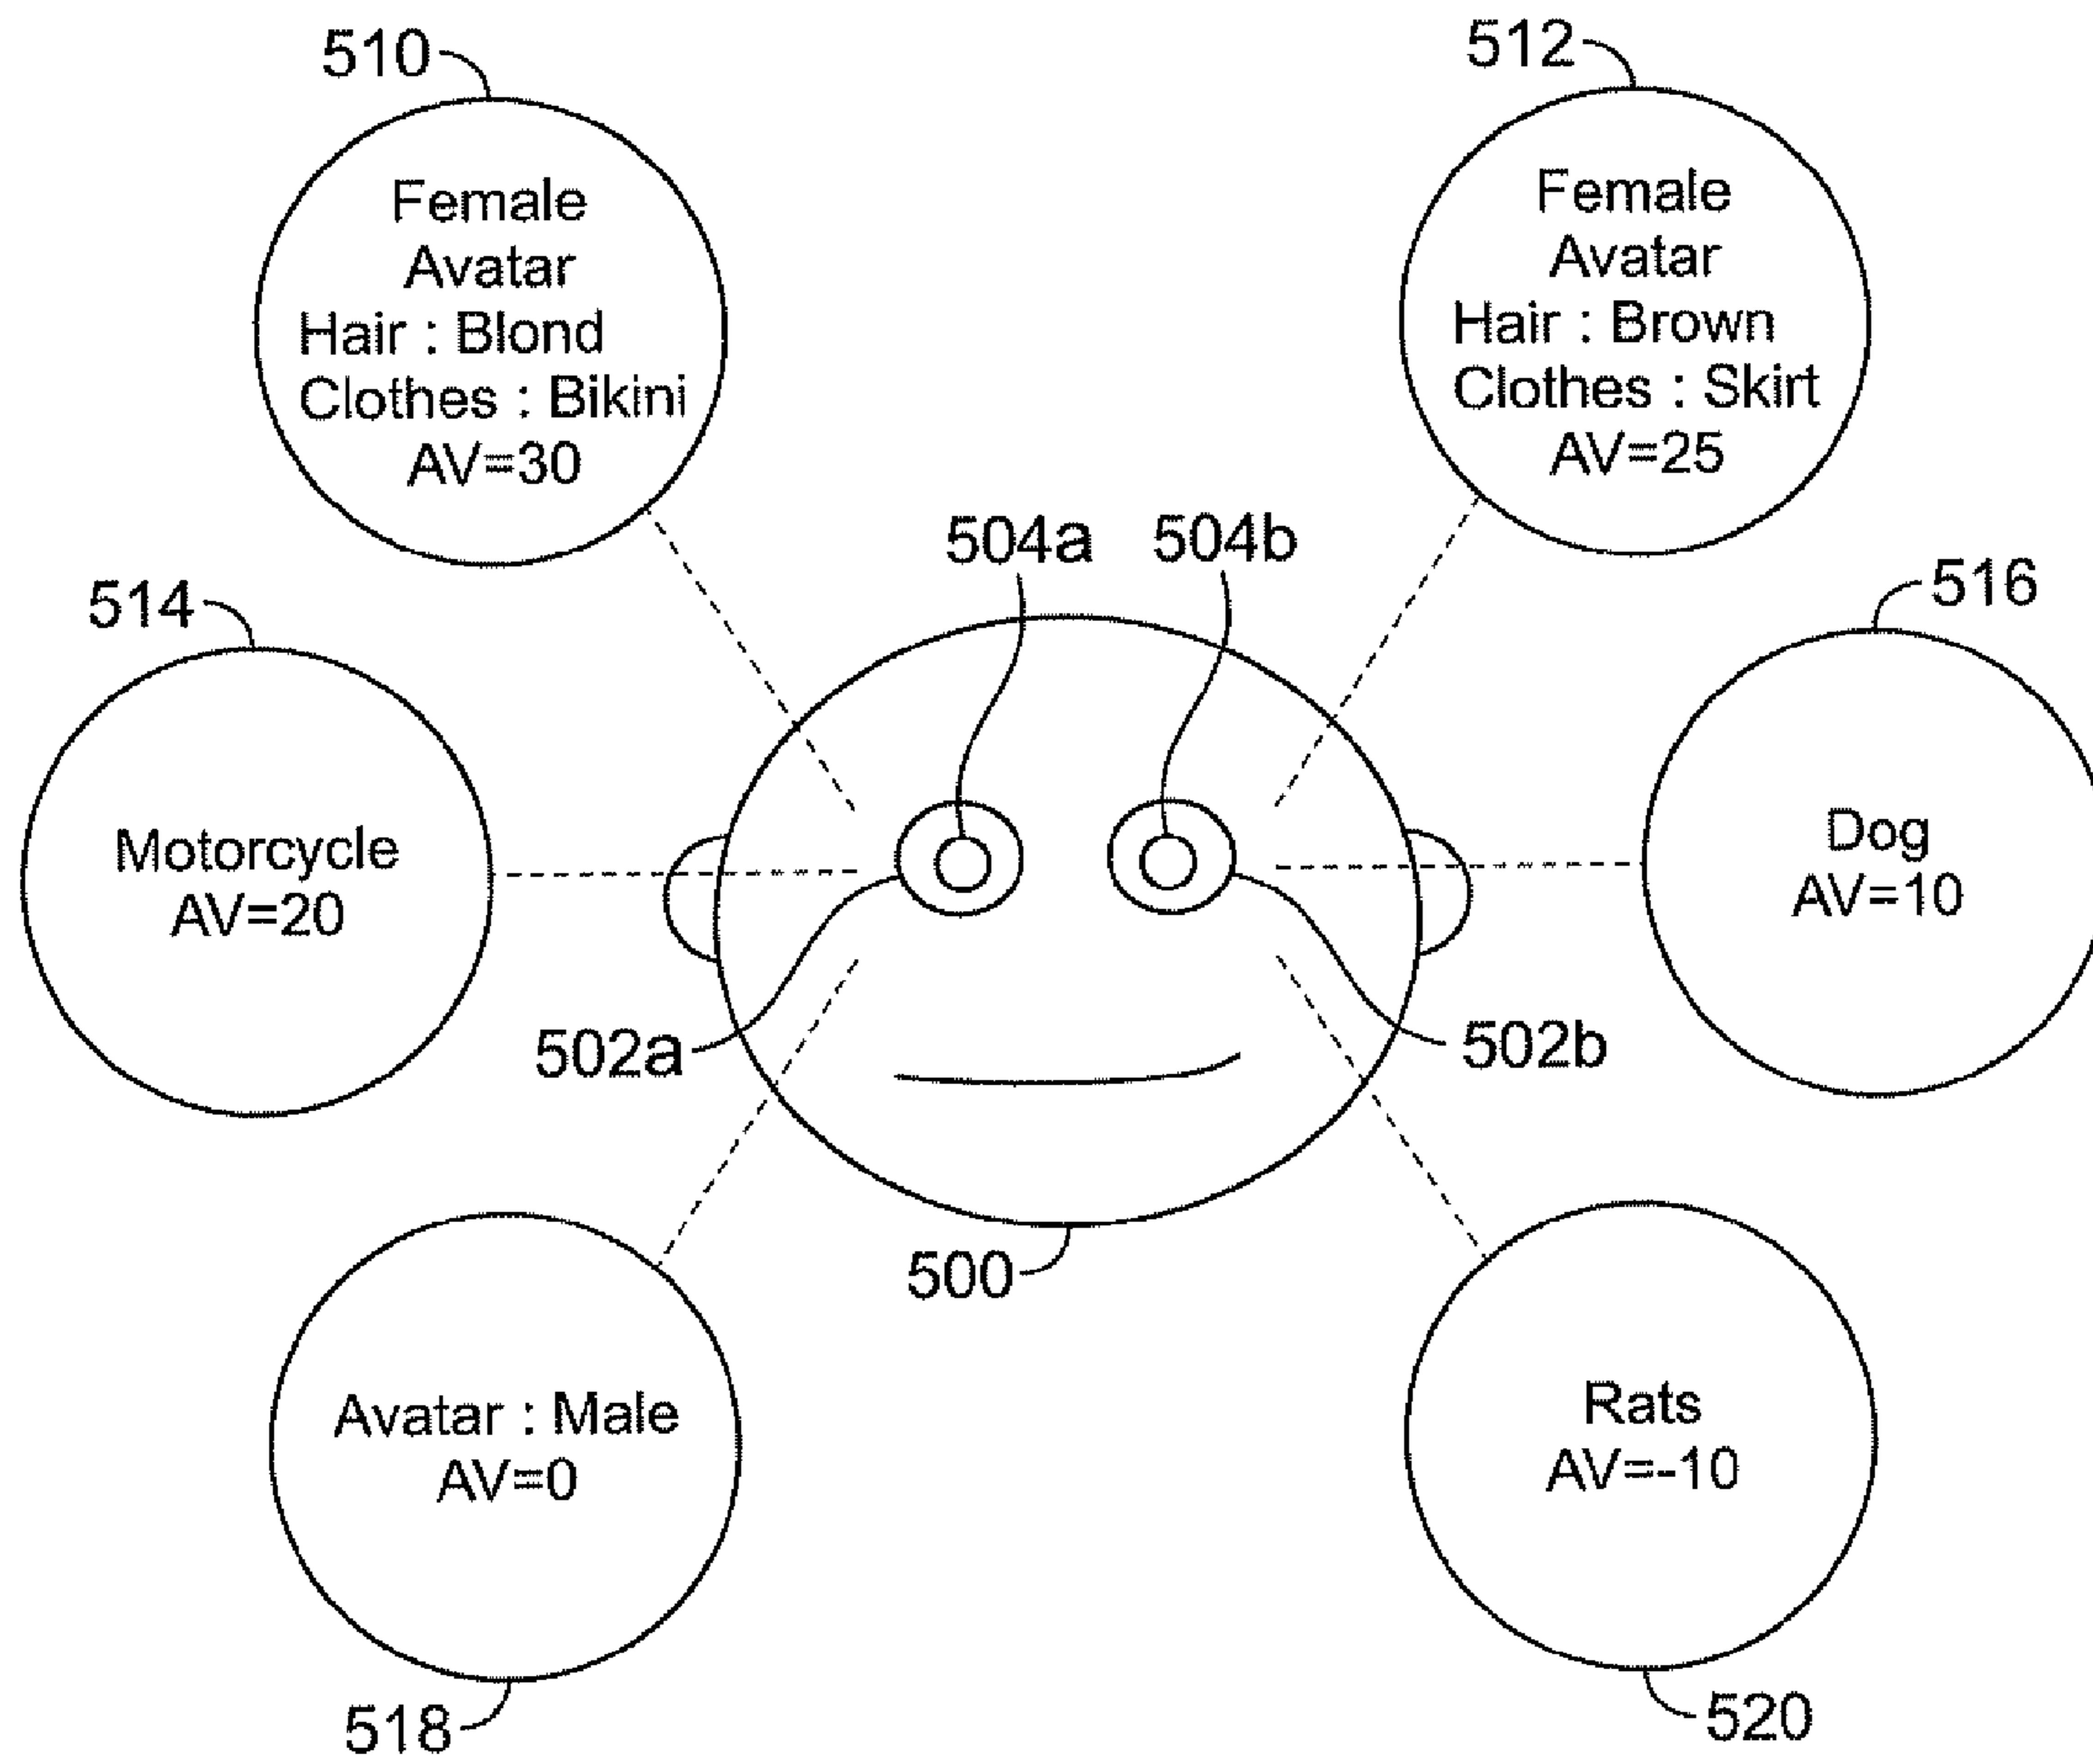 510
512
Female
Avatar
Hair : Blond
Clothes : Bikini
AV=30
Female
Avatar
Hair : Brown
Clothes : Skirt
AV=25
504a
504b
514
516
Motorcycle
AV=20
Dog
AV=10
502a
502b
500
Avatar : Male
AV=0
Rats
AV=-10
518
520